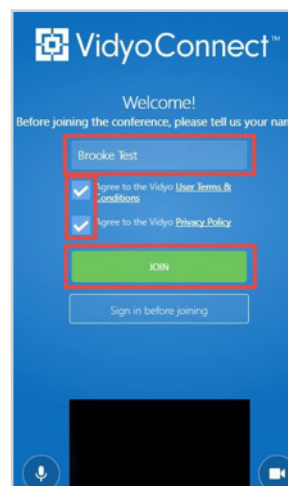 VidyoConnect™
Welcome!
Before joining the conference, please tell us your nam
Brooke Test
Agree to the Vidyo User Terms &
Conditions
Agree to the Vidyo Privacy Policy
JOIN
Sign in before joining